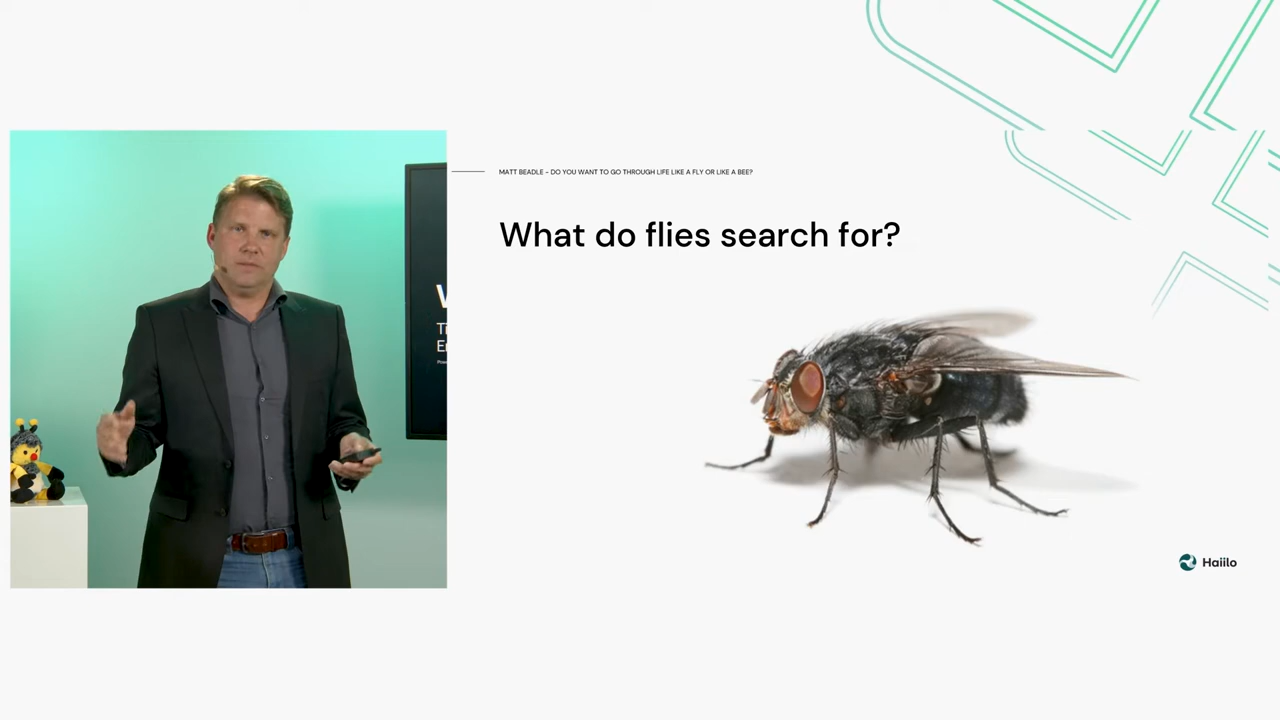 MATT BEADLE – DO YOU WANT TO GO THROUGH LIFE LIKE A FLY OR LIKE A BEE?
What do flies search for?
Haiilo